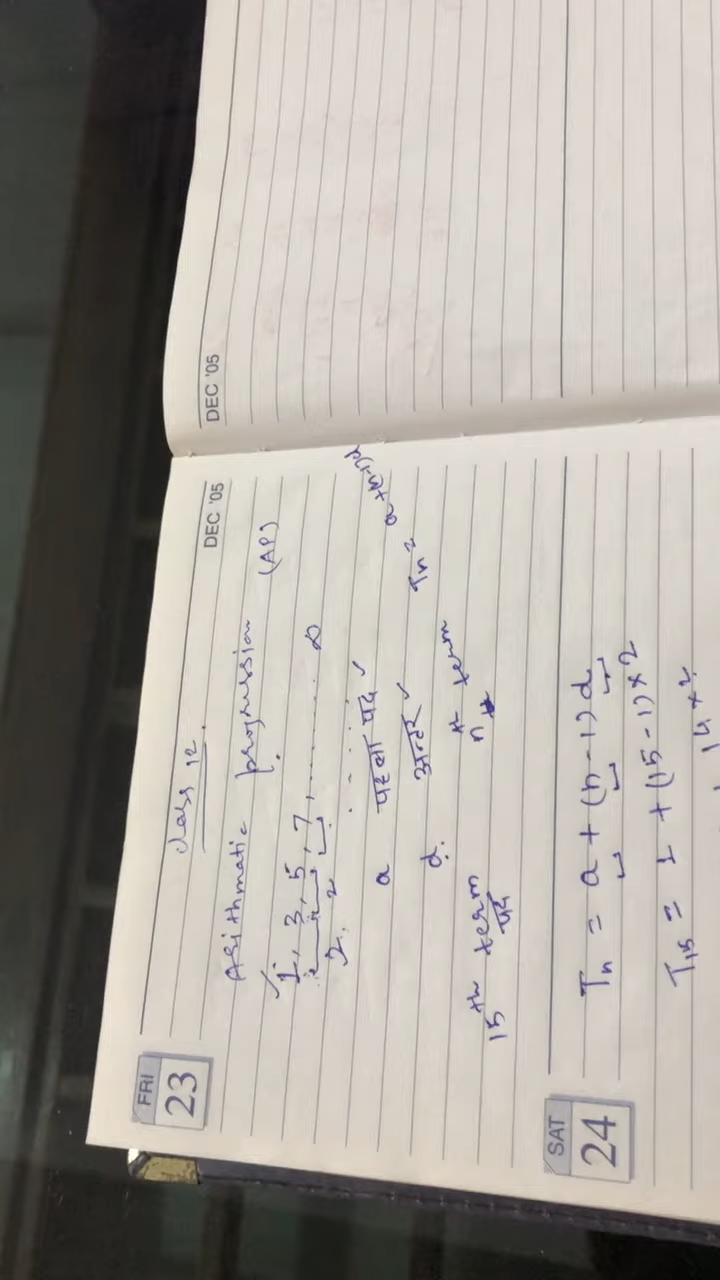 DEC '05
FRI
23
DEC '05
class 12.
Arithmatic progression (AP)
1, 3, 5, 7, ........ ∞
2. 2
a पहला पद ✓
d. अन्तर ✓
Tn = a+(n-1)d
15th term nth term
पद
SAT
24
Tn = a + (n-1)d
T15 = 1 + (15-1)×2
14×2